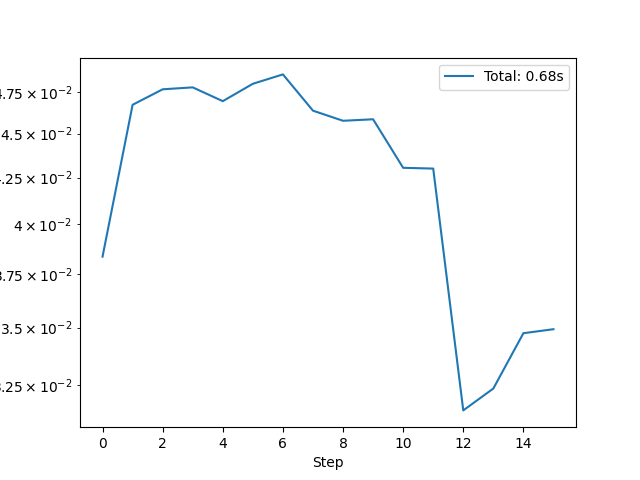 Total: 0.68s
4.75 × 10⁻²
4.5 × 10⁻²
4.25 × 10⁻²
4 × 10⁻²
3.75 × 10⁻²
3.5 × 10⁻²
3.25 × 10⁻²
0 2 4 6 8 10 12 14
Step